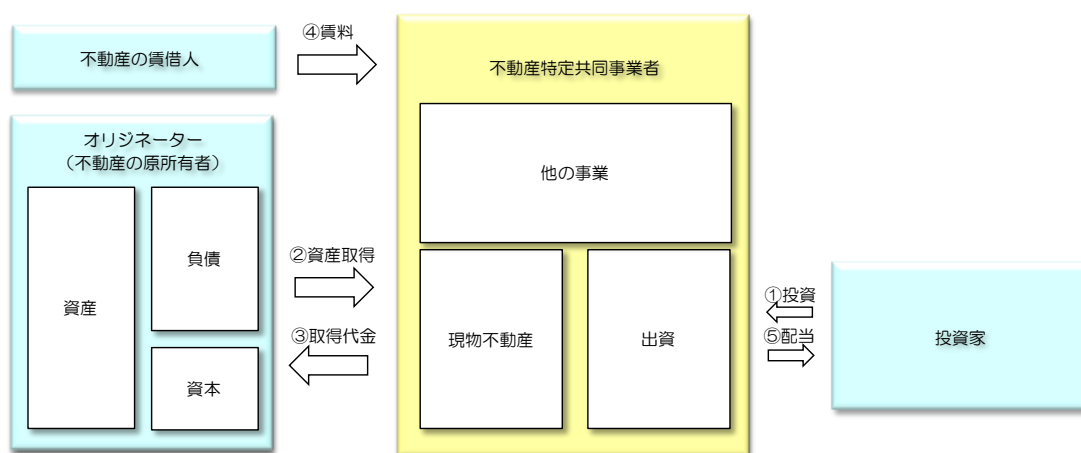 不動産の賃借人
④賃料
不動産特定共同事業者
オリジネーター
（不動産の原所有者）
他の事業
資産
負債
資本
②資産取得
③取得代金
現物不動産
出資
①投資
⑤配当
投資家